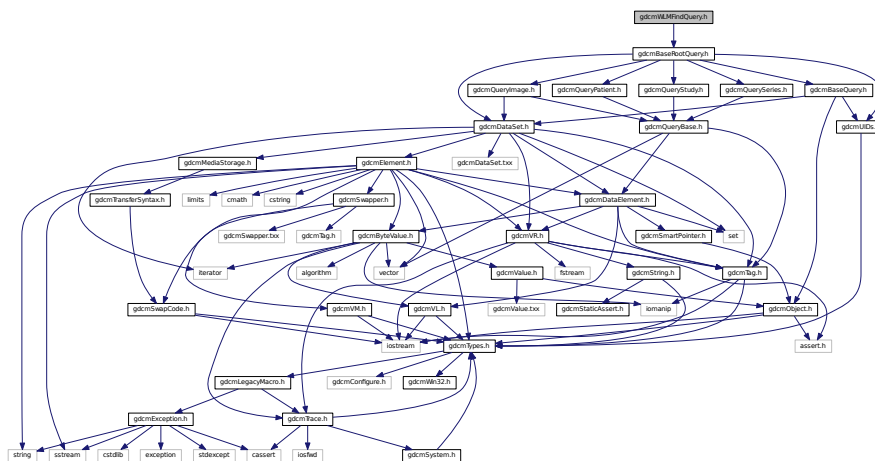 gdcmWLMFindQuery.h
gdcmBaseRootQuery.h
gdcmQueryImage.h gdcmQueryPatient.h gdcmQueryStudy.h gdcmQuerySeries.h gdcmBaseQuery.h
gdcmDataSet.h gdcmQueryBase.h gdcmUIDs.
gdcmMediaStorage.h gdcmElement.h gdcmDataSet.txx
gdcmTransferSyntax.h limits cmath cstring gdcmSwapper.h gdcmDataElement.h
gdcmSwapper.txx gdcmTag.h gdcmByteValue.h gdcmVR.h gdcmSmartPointer.h set
iterator algorithm vector gdcmValue.h fstream gdcmString.h gdcmTag.h
gdcmSwapCode.h gdcmVM.h gdcmVL.h gdcmValue.txx gdcmStaticAssert.h iomanip gdcmObject.h
iostream gdcmTypes.h assert.h
gdcmLegacyMacro.h gdcmConfigure.h gdcmWin32.h
gdcmException.h gdcmTrace.h
string sstream cstdlib exception stdexcept cassert iosfwd gdcmSystem.h